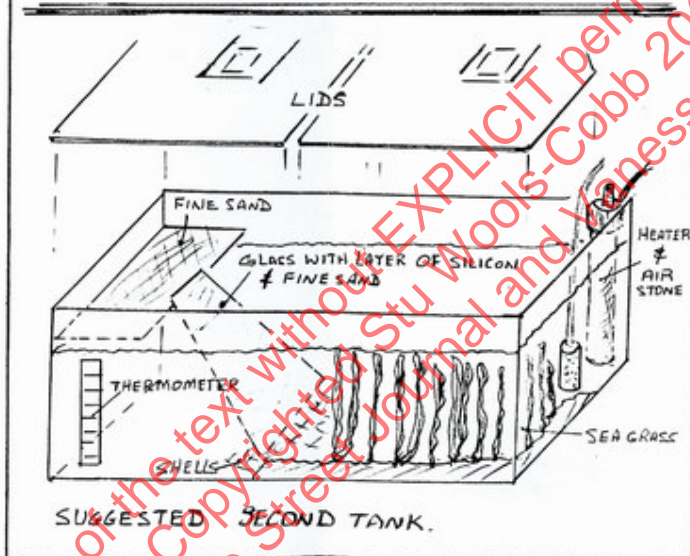 LIDS
FINE SAND
GLASS WITH LAYER OF SILICON
& FINE SAND
HEATER
&
AIR
STONE
THERMOMETER
SEA GRASS
SHELLS
SUGGESTED SECOND TANK.
of the text without EXPLICIT perm
Copyrighted Stu Wools-Cobb 20
Street Journal and Vaness